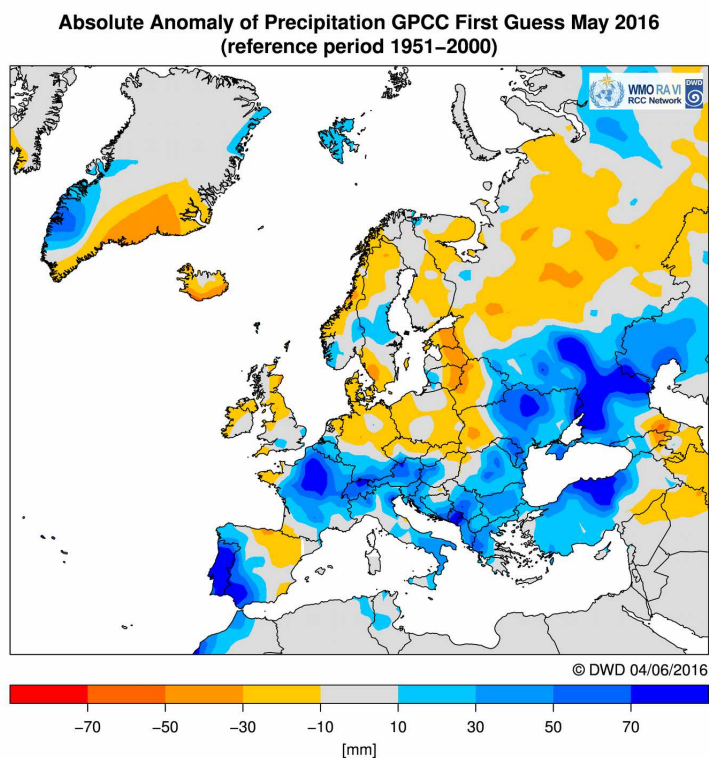 Absolute Anomaly of Precipitation GPCC First Guess May 2016
(reference period 1951−2000)
WMO RA VI
RCC Network
DWD
© DWD 04/06/2016
−70 −50 −30 −10 10 30 50 70
[mm]